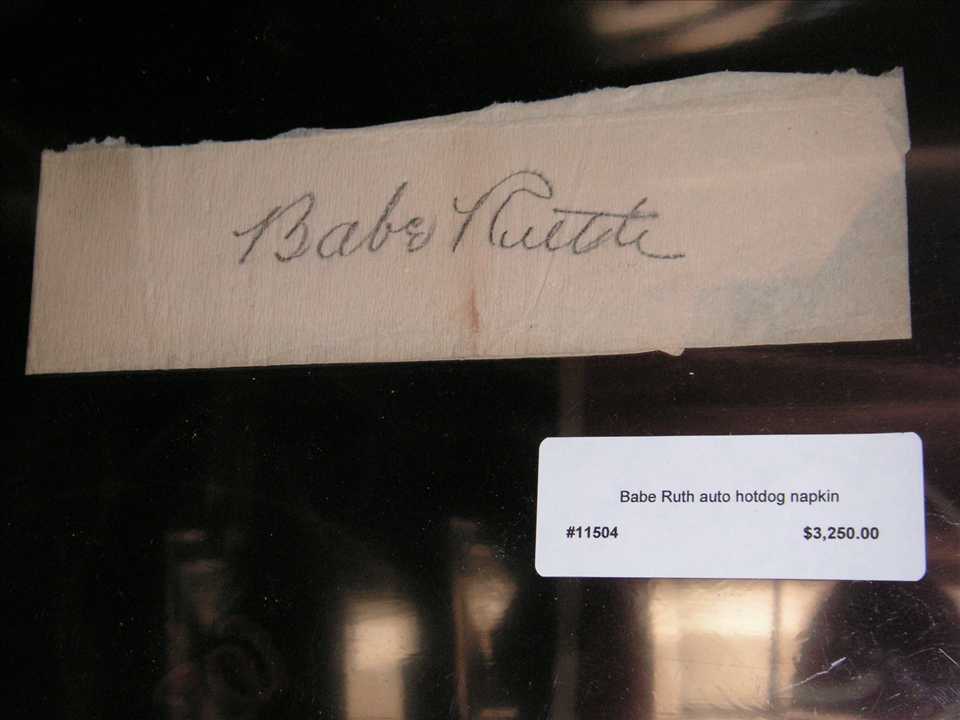 Babe Ruth
Babe Ruth auto hotdog napkin
#11504 $3,250.00